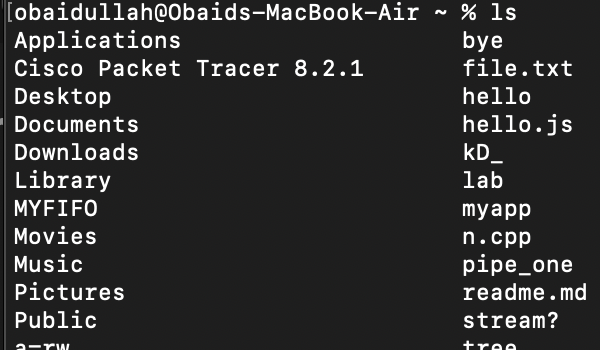 [obaidullah@Obaids-MacBook-Air ~ % ls
Applications bye
Cisco Packet Tracer 8.2.1 file.txt
Desktop hello
Documents hello.js
Downloads kD_
Library lab
MYFIFO myapp
Movies n.cpp
Music pipe_one
Pictures readme.md
Public stream?
a=rw tree